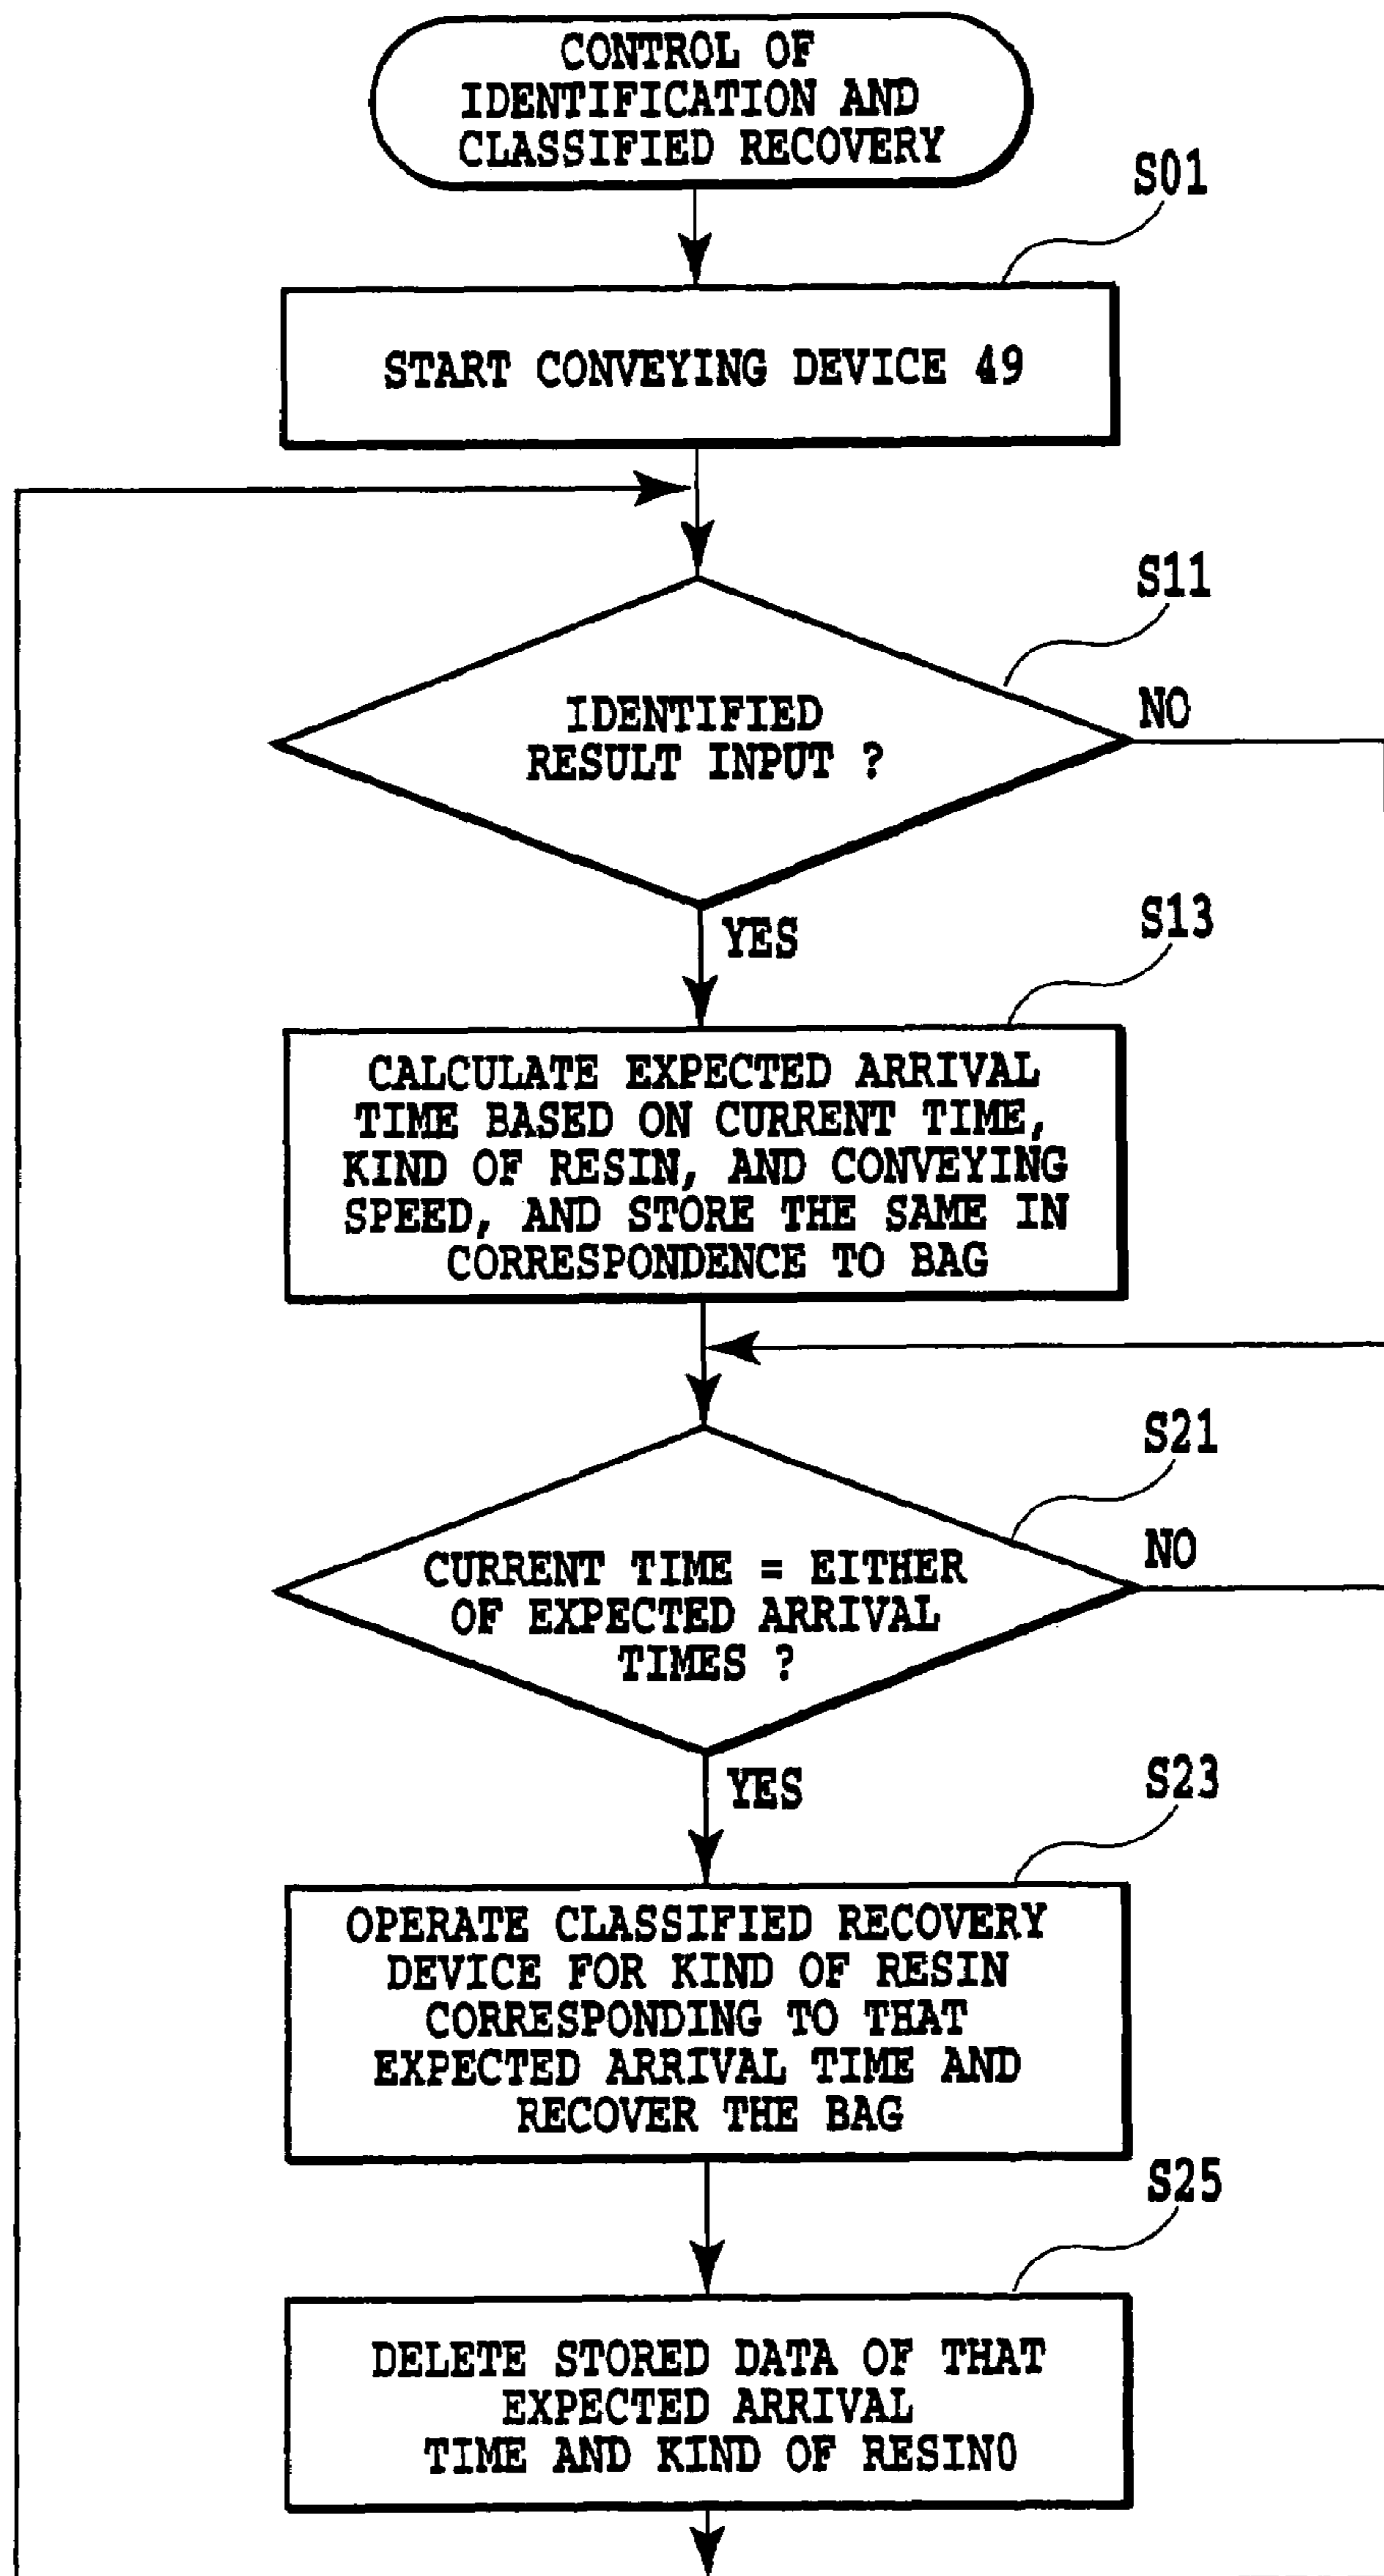 CONTROL OF
IDENTIFICATION AND
CLASSIFIED RECOVERY
S01
START CONVEYING DEVICE 49
S11
IDENTIFIED
RESULT INPUT ?
NO
YES
S13
CALCULATE EXPECTED ARRIVAL
TIME BASED ON CURRENT TIME,
KIND OF RESIN, AND CONVEYING
SPEED, AND STORE THE SAME IN
CORRESPONDENCE TO BAG
S21
CURRENT TIME = EITHER
OF EXPECTED ARRIVAL
TIMES ?
NO
YES
S23
OPERATE CLASSIFIED RECOVERY
DEVICE FOR KIND OF RESIN
CORRESPONDING TO THAT
EXPECTED ARRIVAL TIME AND
RECOVER THE BAG
S25
DELETE STORED DATA OF THAT
EXPECTED ARRIVAL
TIME AND KIND OF RESIN0